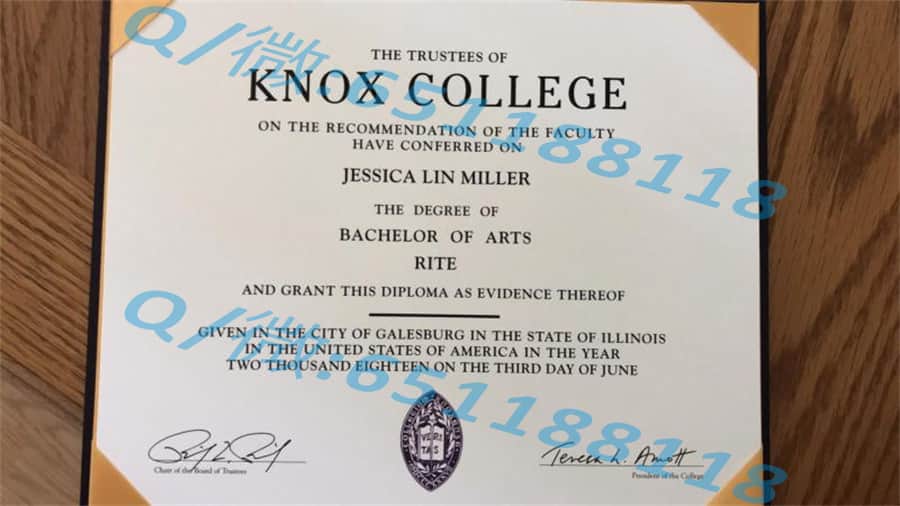 THE TRUSTEES OF
KNOX COLLEGE
ON THE RECOMMENDATION OF THE FACULTY
HAVE CONFERRED ON
JESSICA LIN MILLER
THE DEGREE OF
BACHELOR OF ARTS
RITE
AND GRANT THIS DIPLOMA AS EVIDENCE THEREOF
GIVEN IN THE CITY OF GALESBURG IN THE STATE OF ILLINOIS
IN THE UNITED STATES OF AMERICA IN THE YEAR
TWO THOUSAND EIGHTEEN ON THE THIRD DAY OF JUNE
VERI
TAS
Chair of the Board of Trustees
Teresa L. Amott
President of the College
Q/微:651188118
Q/微:651188118